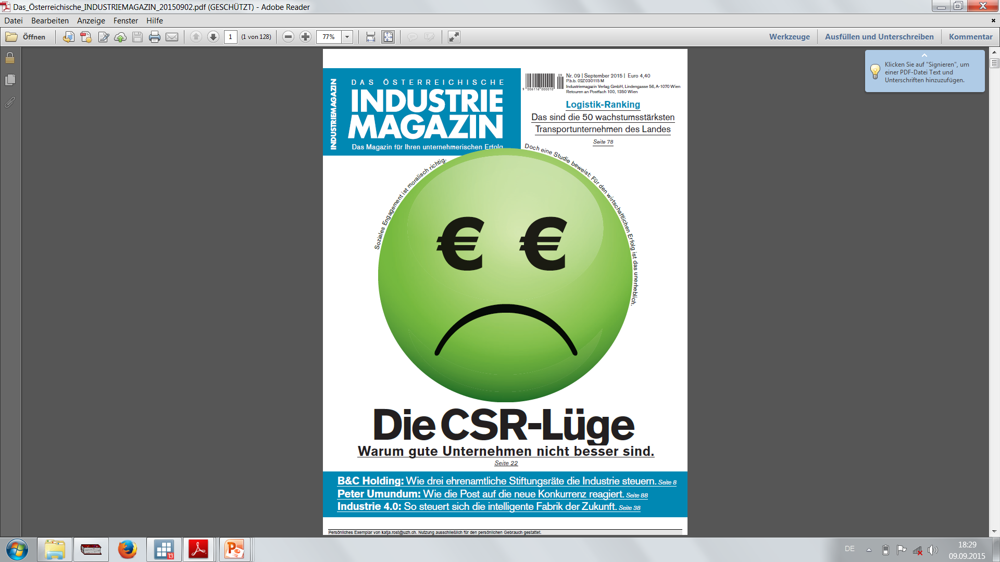 Das_Österreichische_INDUSTRIEMAGAZIN_20150902.pdf (GESCHÜTZT) - Adobe Reader
Datei Bearbeiten Anzeige Fenster Hilfe
Öffnen
1
(1 von 128)
77%
Werkzeuge
Ausfüllen und Unterschreiben
Kommentar
Klicken Sie auf "Signieren", um
einer PDF-Datei Text und
Unterschriften hinzuzufügen.
INDUSTRIEMAGAZIN
DAS ÖSTERREICHISCHE
INDUSTRIE
MAGAZIN
Das Magazin für Ihren unternehmerischen Erfolg
09
9 006116 000010
Nr. 09 | September 2015 | Euro 4,40
P.b.b. 02Z030115 M
Industriemagazin Verlag GmbH, Lindengasse 56, A-1070 Wien
Retouren an Postfach 100, 1350 Wien
Logistik-Ranking
Das sind die 50 wachstumsstärksten
Transportunternehmen des Landes
Seite 78
Soziales Engagement ist moralisch richtig.
Doch eine Studie beweist: Für den wirtschaftlichen Erfolg ist das unerheblich.
€ €
Die CSR-Lüge
Warum gute Unternehmen nicht besser sind.
Seite 22
B&C Holding: Wie drei ehrenamtliche Stiftungsräte die Industrie steuern. Seite 8
Peter Umundum: Wie die Post auf die neue Konkurrenz reagiert. Seite 88
Industrie 4.0: So steuert sich die intelligente Fabrik der Zukunft. Seite 38
Persönliches Exemplar von katja.rost@uzh.ch. Nutzung ausschließlich für den persönlichen Gebrauch gestattet.
13
DE
18:29
09.09.2015